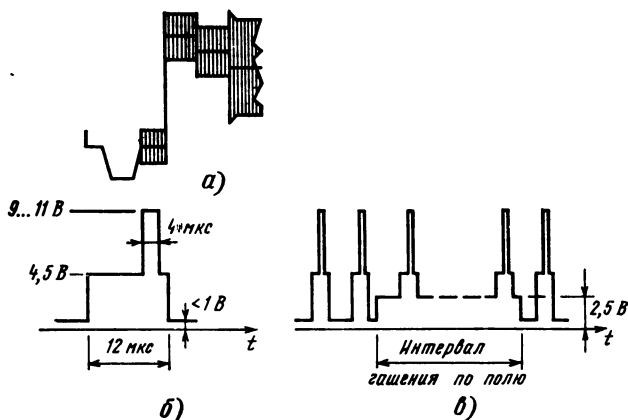 а)
9...11 В
4*мкс
4,5 В
<1 В
12 мкс
t
б)
2,5 В
Интервал
гашения по полю
t
в)